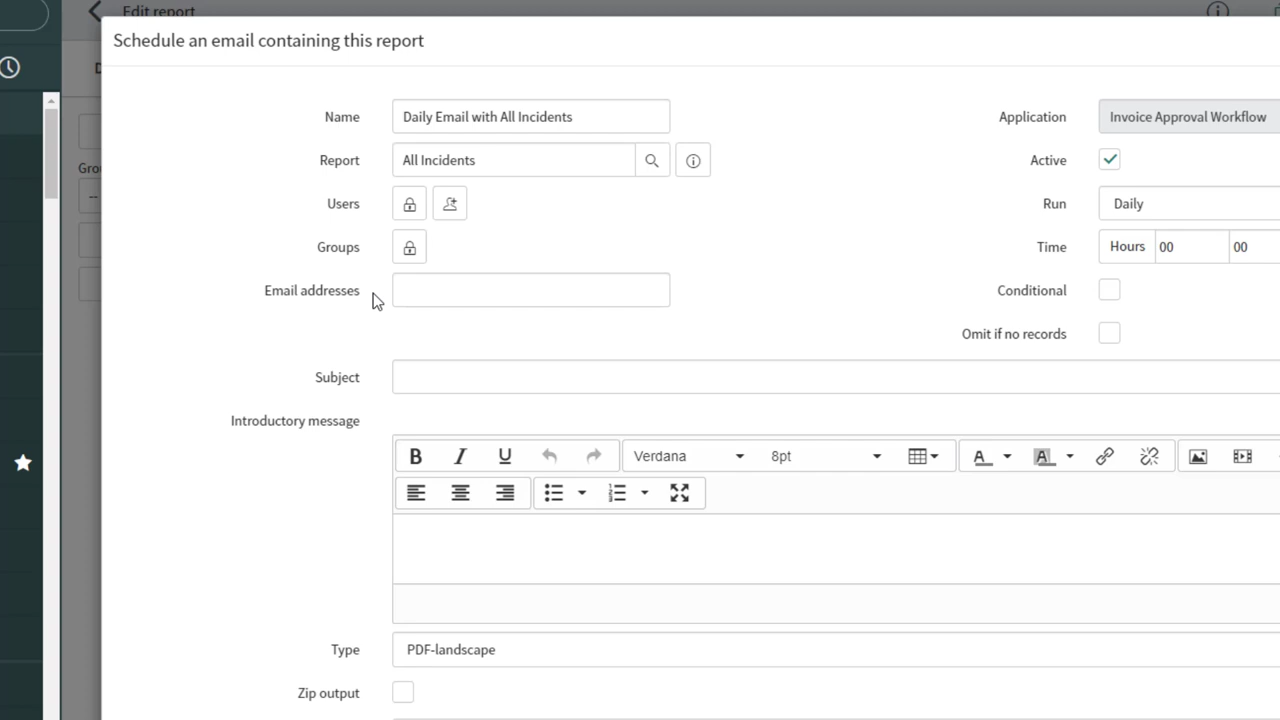 Edit report
Schedule an email containing this report
Name Daily Email with All Incidents Application Invoice Approval Workflow
Report All Incidents Active
Users Run Daily
Groups Time Hours 00 00
Email addresses Conditional
Omit if no records
Subject
Introductory message
B I U Verdana 8pt A A
Type PDF-landscape
Zip output